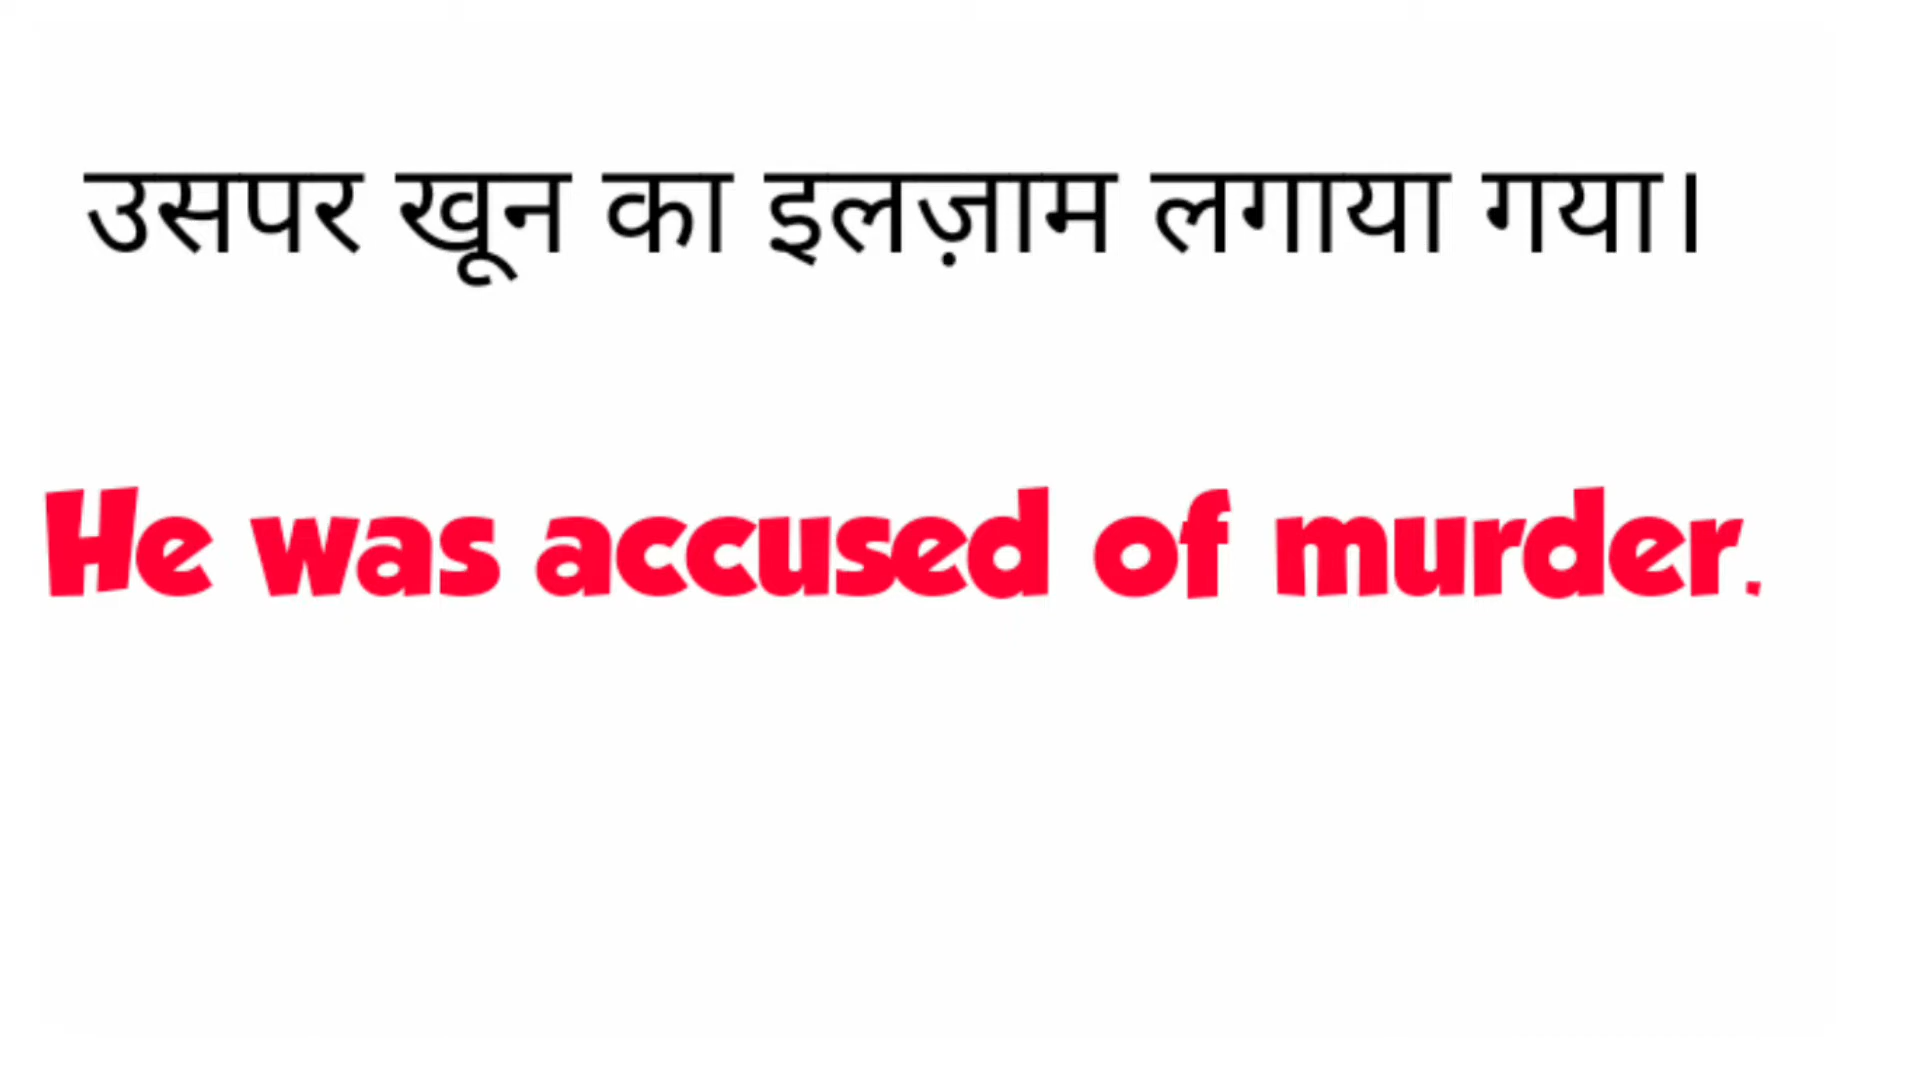 उसपर खून का इलज़ाम लगाया गया।
He was accused of murder.